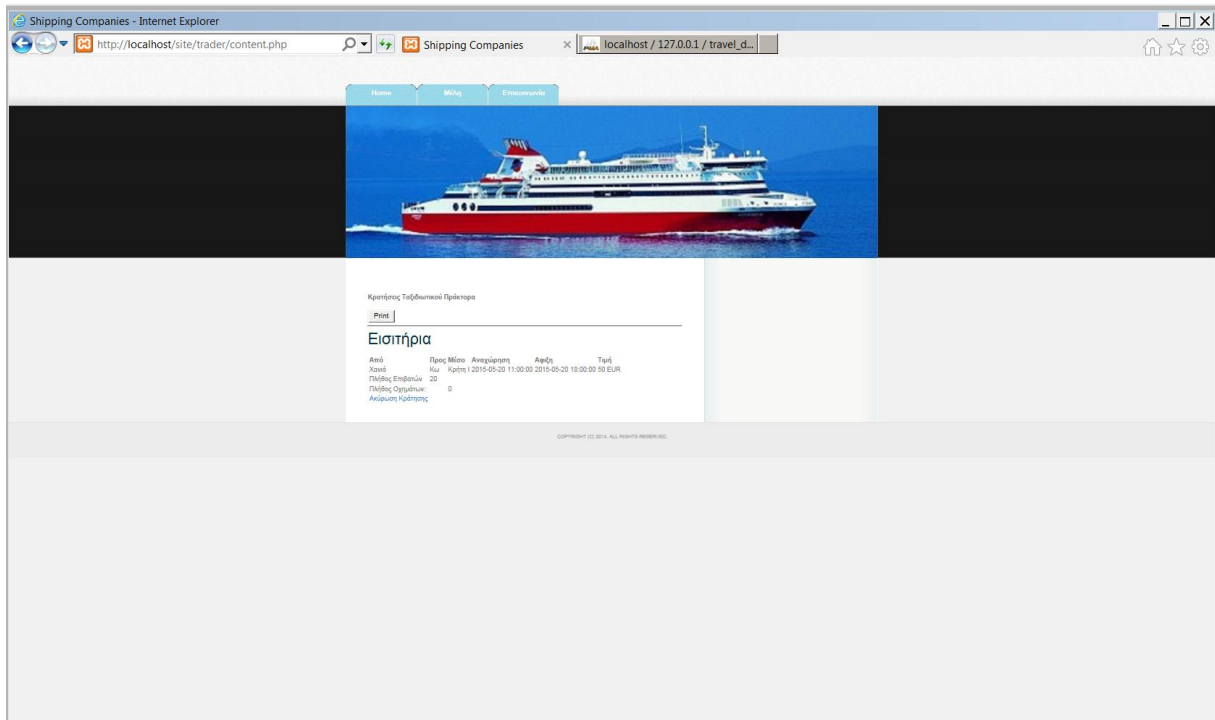 Shipping Companies - Internet Explorer
http://localhost/site/trader/content.php
Shipping Companies
localhost / 127.0.0.1 / travel_d...
Home Μέλη Επικοινωνία
Κρατήσεις Ταξιδιωτικού Πράκτορα
Print
Εισιτήρια
Από Προς Μέσο Αναχώρηση Αφιξη Τιμή
Χανιά Κω Κρήτη Ι 2015-05-20 11:00:00 2015-05-20 18:00:00 50 EUR
Πλήθος Επιβατών 20
Πλήθος Οχημάτων: 0
Ακύρωση Κράτησης
COPYRIGHT (C) 2014. ALL RIGHTS RESERVED.